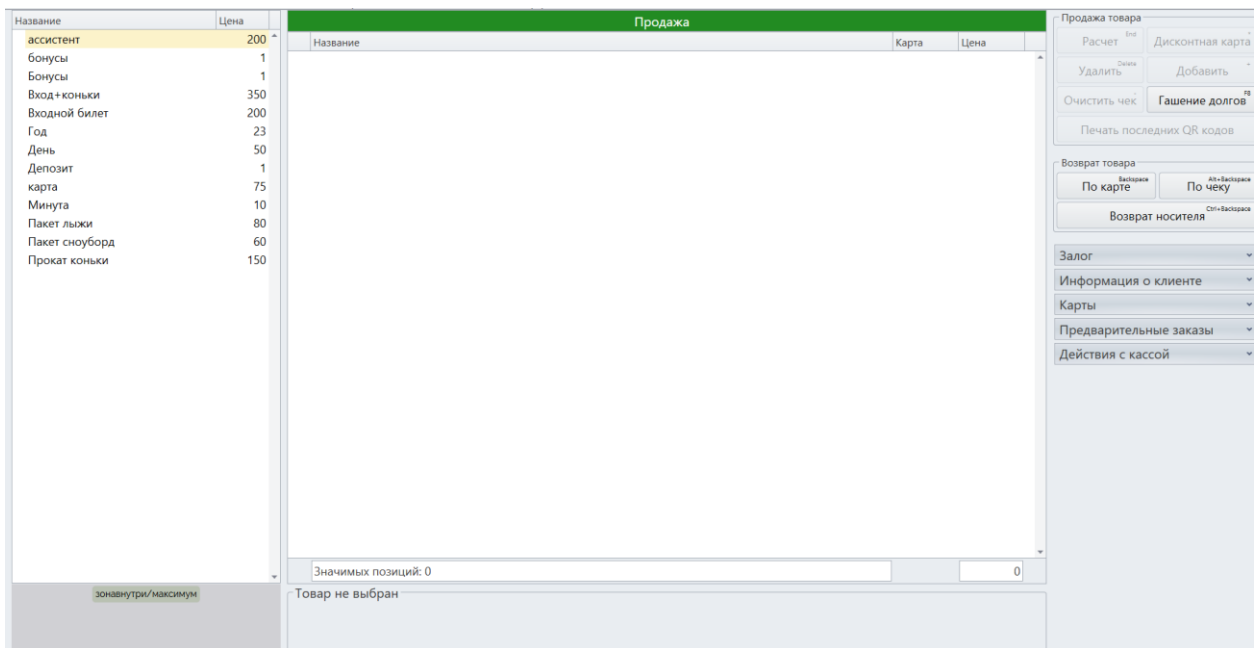 Название Цена
ассистент 200
бонусы 1
Бонусы 1
Вход+коньки 350
Входной билет 200
Год 23
День 50
Депозит 1
карта 75
Минута 10
Пакет лыжи 80
Пакет сноуборд 60
Прокат коньки 150
зонавнутри/максимум
Продажа
Название Карта Цена
Значимых позиций: 0 0
Товар не выбран
Продажа товара
Расчет End Дисконтная карта
Удалить Delete Добавить +
Очистить чек - Гашение долгов F8
Печать последних QR кодов
Возврат товара
По карте Backspace По чеку Alt+Backspace
Возврат носителя Ctrl+Backspace
Залог
Информация о клиенте
Карты
Предварительные заказы
Действия с кассой